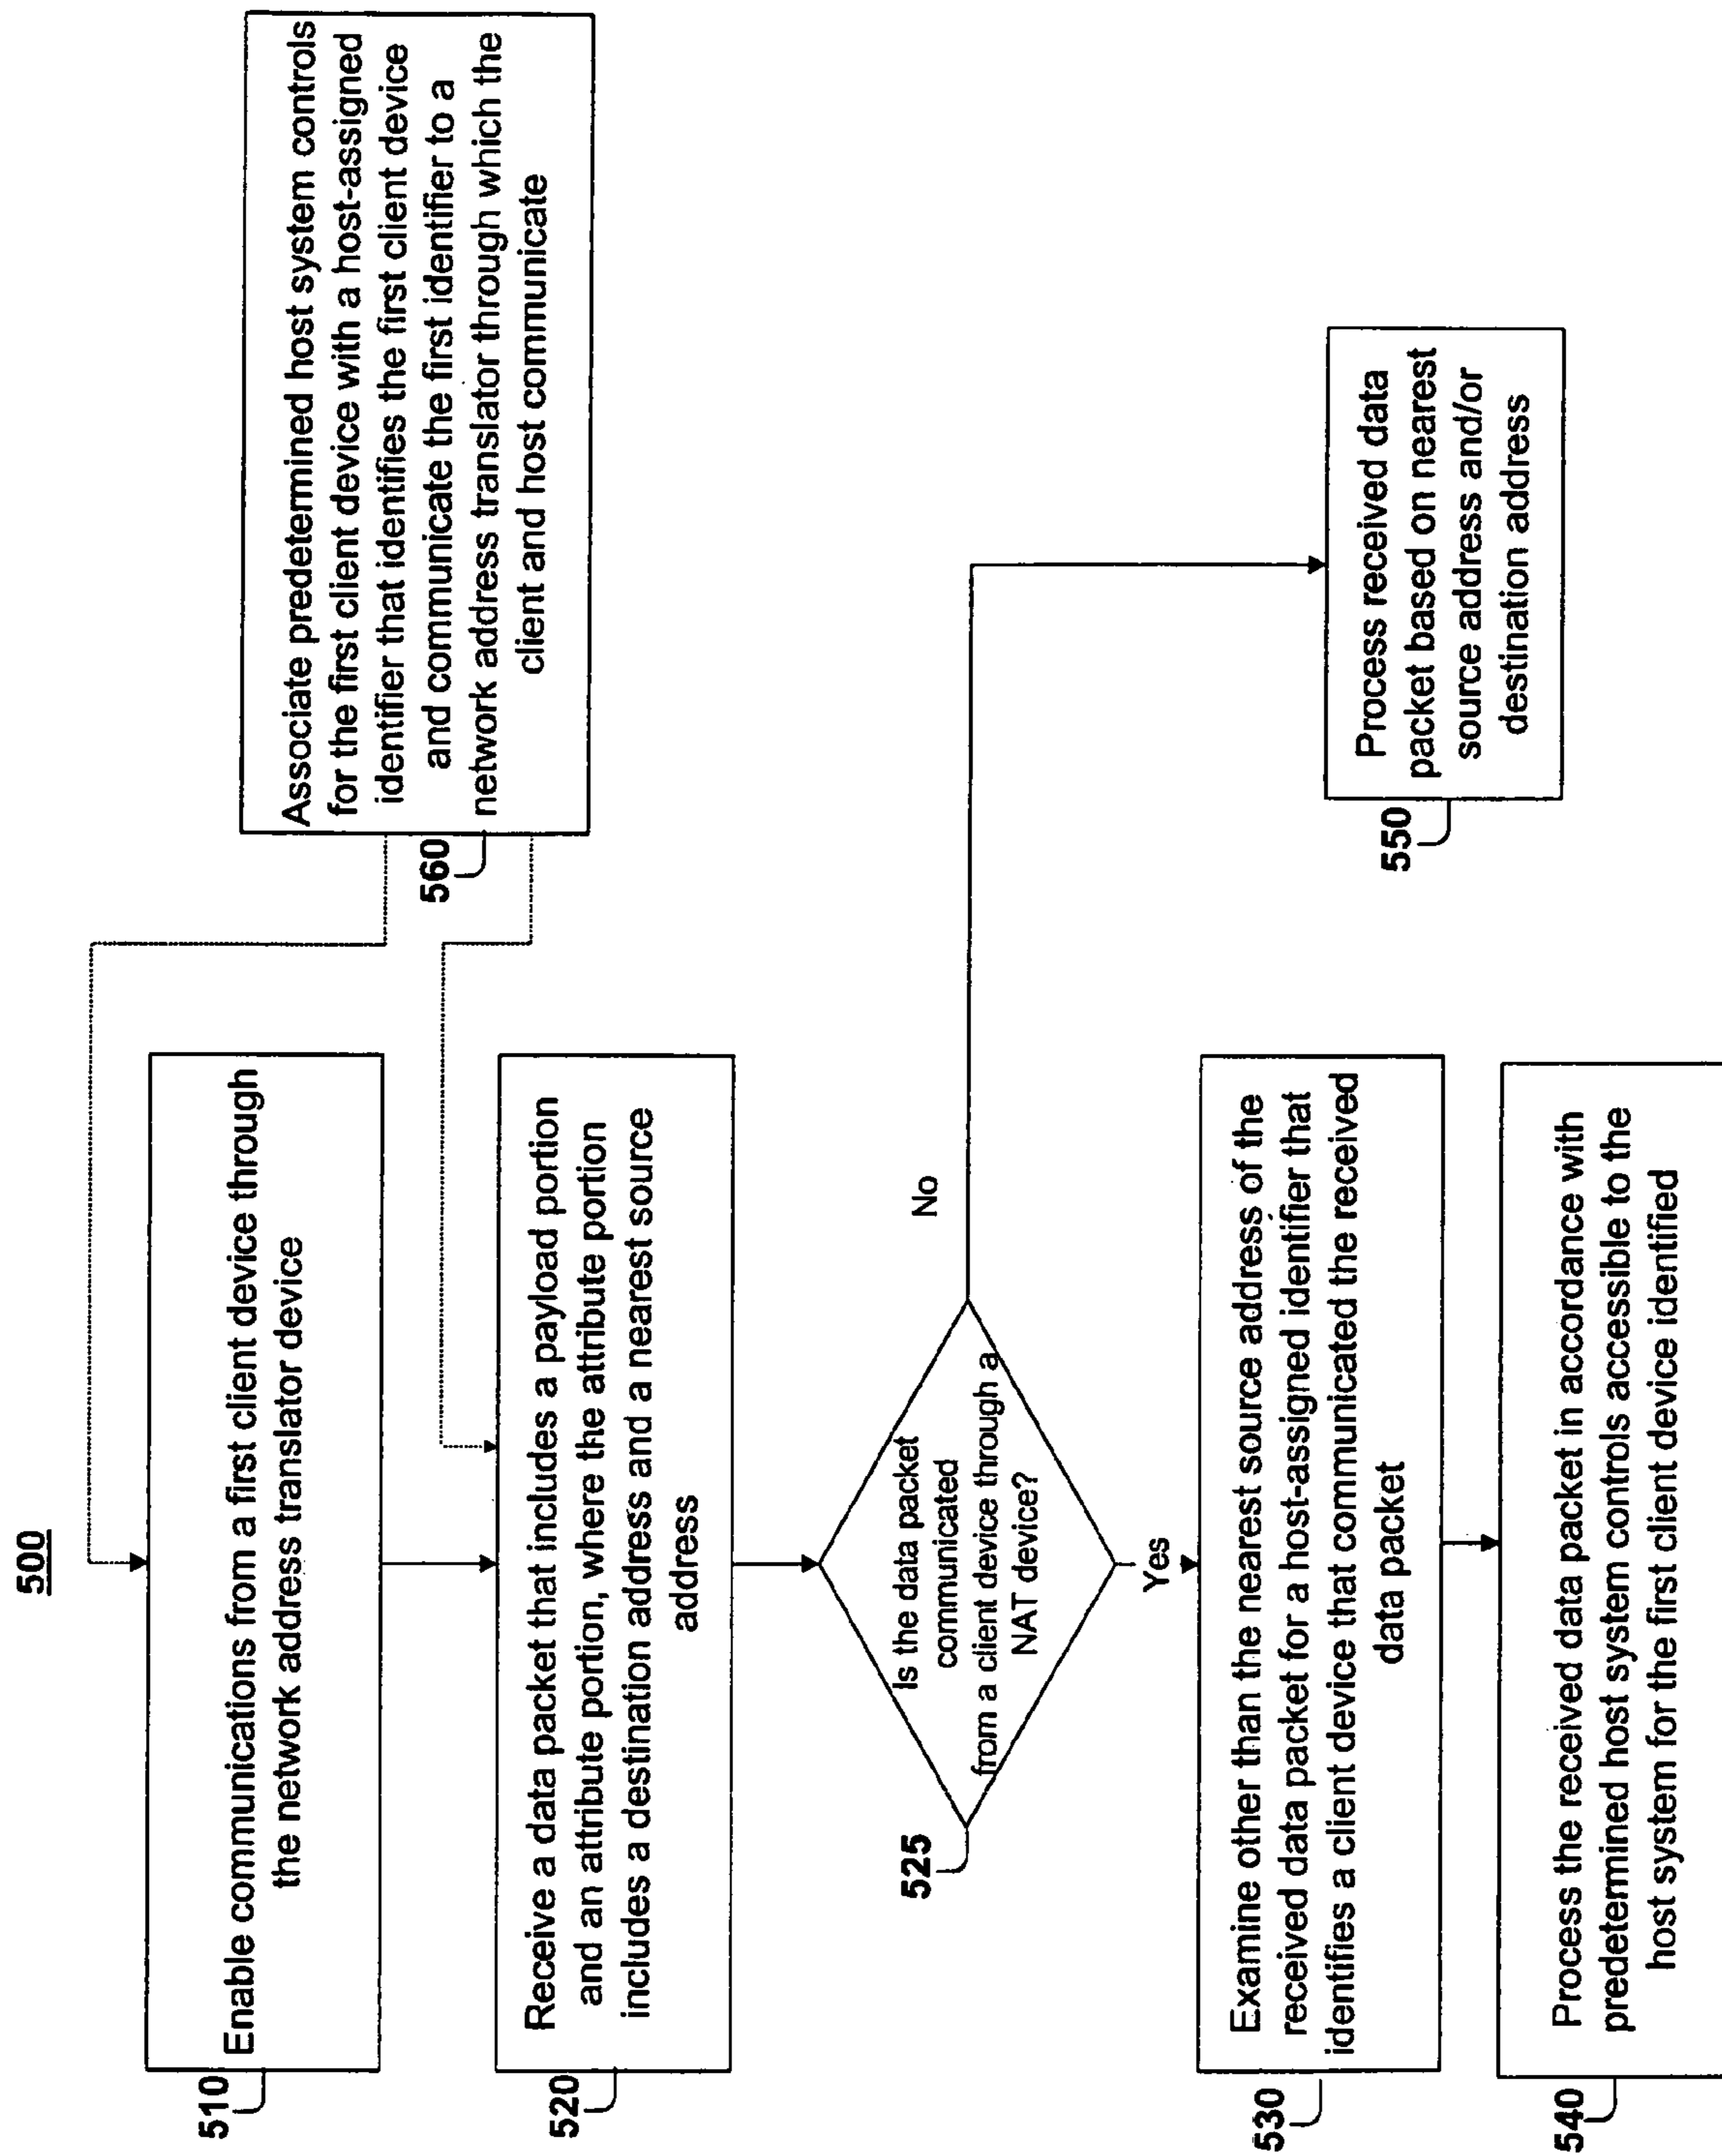 500
510
Enable communications from a first client device through
the network address translator device
560
Associate predetermined host system controls
for the first client device with a host-assigned
identifier that identifies the first client device
and communicate the first identifier to a
network address translator through which the
client and host communicate
520
Receive a data packet that includes a payload portion
and an attribute portion, where the attribute portion
includes a destination address and a nearest source
address
525
Is the data packet
communicated
from a client device through a
NAT device?
No
Yes
530
Examine other than the nearest source address of the
received data packet for a host-assigned identifier that
identifies a client device that communicated the received
data packet
550
Process received data
packet based on nearest
source address and/or
destination address
540
Process the received data packet in accordance with
predetermined host system controls accessible to the
host system for the first client device identified